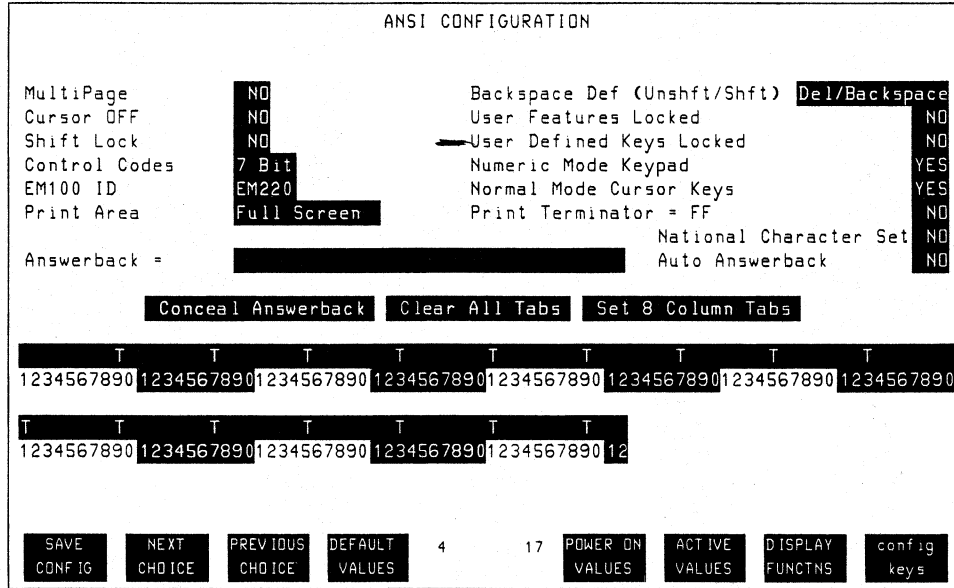 ANSI CONFIGURATION
MultiPage NO Backspace Def (Unshft/Shft) Del/Backspace
Cursor OFF NO User Features Locked NO
Shift Lock NO User Defined Keys Locked NO
Control Codes 7 Bit Numeric Mode Keypad YES
EM100 ID EM220 Normal Mode Cursor Keys YES
Print Area Full Screen Print Terminator = FF NO
National Character Set NO
Answerback = Auto Answerback NO
Conceal Answerback Clear All Tabs Set 8 Column Tabs
T T T T T T T T T
1234567890 1234567890 1234567890 1234567890 1234567890 1234567890 1234567890 1234567890
T T T T T T T
1234567890 1234567890 1234567890 1234567890 1234567890 12
SAVE CONFIG NEXT CHOICE PREVIOUS CHOICE DEFAULT VALUES 4 17 POWER ON VALUES ACTIVE VALUES DISPLAY FUNCTNS config keys